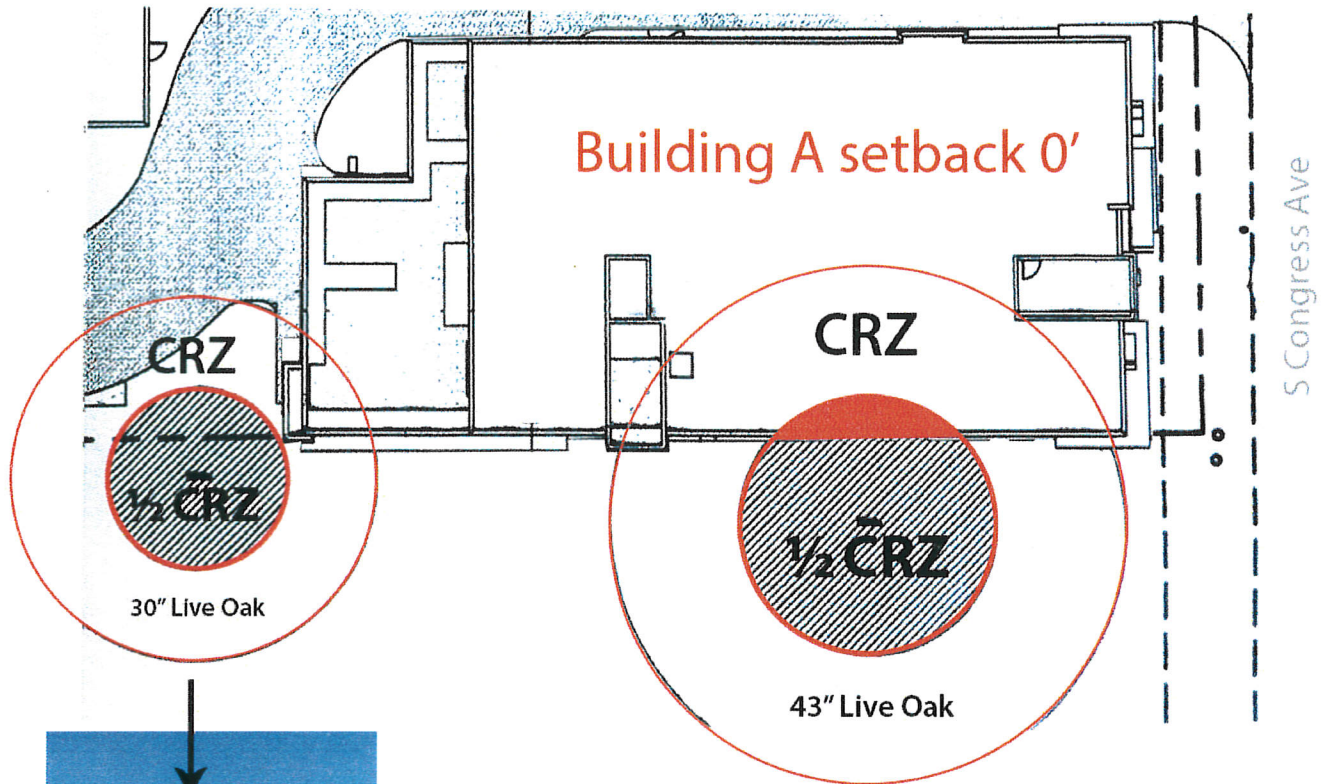 Building A setback 0'
S Congress Ave
CRZ
CRZ
½ CRZ
½ CRZ
30" Live Oak
43" Live Oak